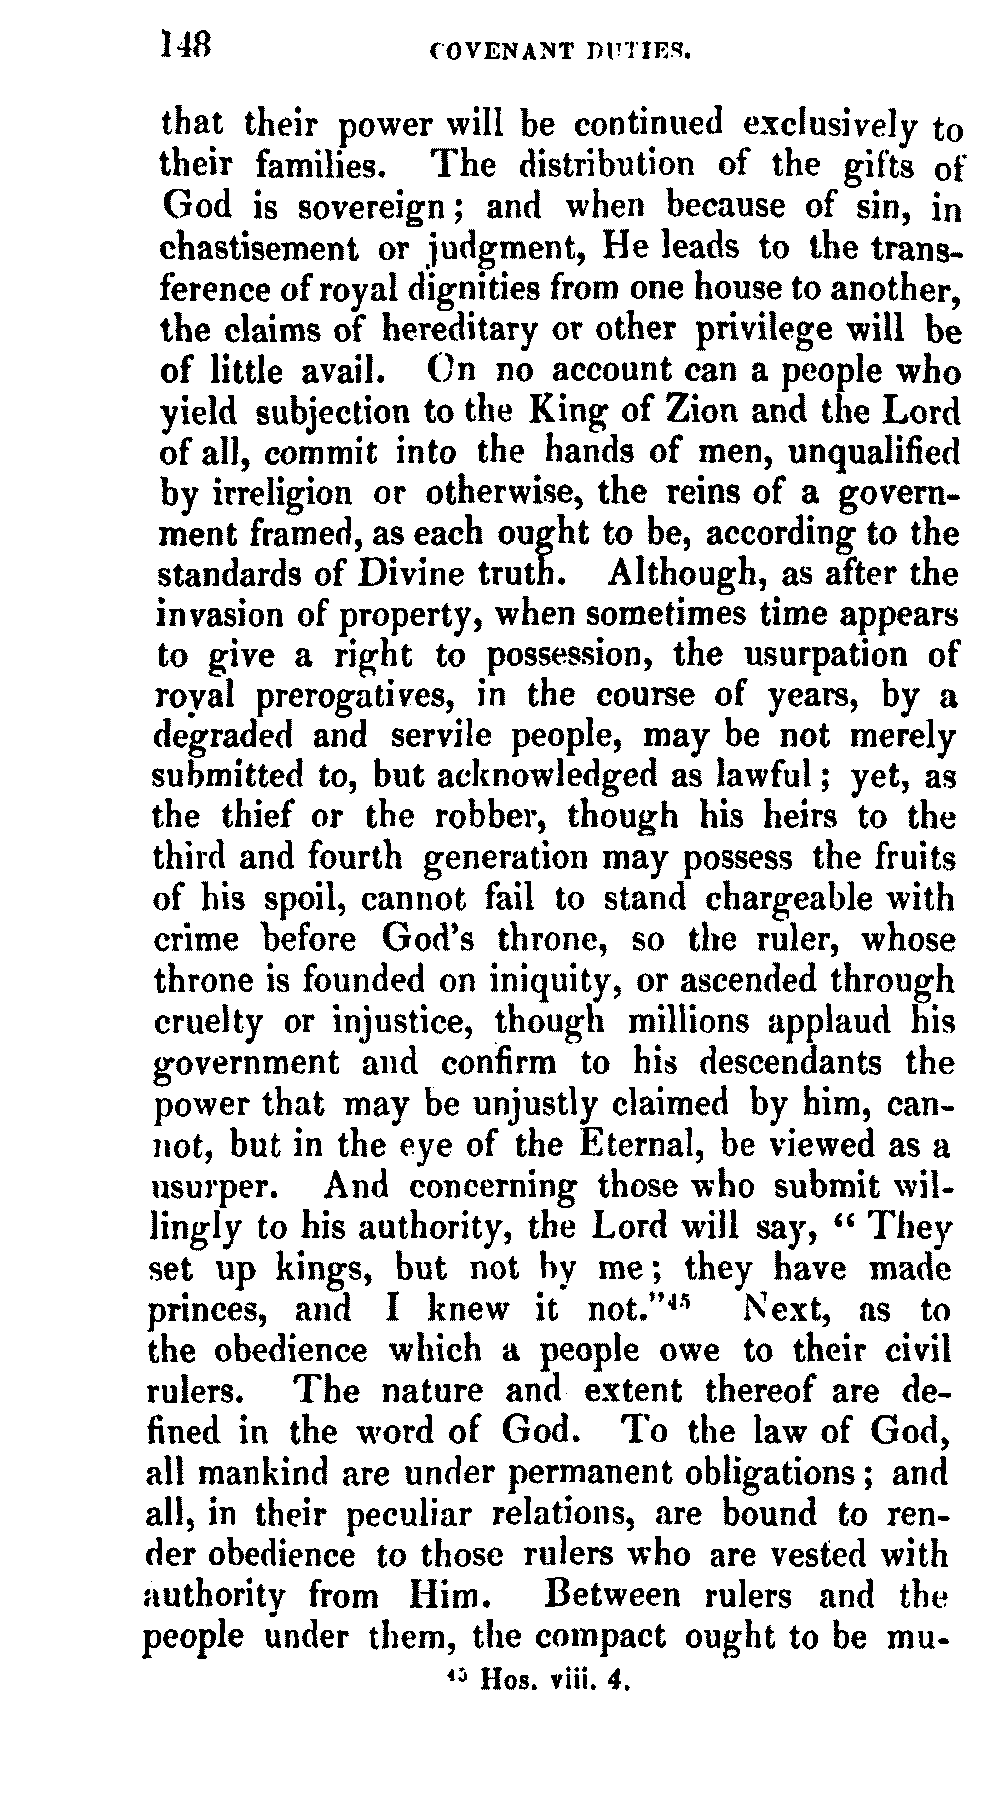 148 COVENANT DUTIES.
that their power will be continued exclusively to
their families. The distribution of the gifts of
God is sovereign; and when because of sin, in
chastisement or judgment, He leads to the trans-
ference of royal dignities from one house to another,
the claims of hereditary or other privilege will be
of little avail. On no account can a people who
yield subjection to the King of Zion and the Lord
of all, commit into the hands of men, unqualified
by irreligion or otherwise, the reins of a govern-
ment framed, as each ought to be, according to the
standards of Divine truth. Although, as after the
invasion of property, when sometimes time appears
to give a right to possession, the usurpation of
royal prerogatives, in the course of years, by a
degraded and servile people, may be not merely
submitted to, but acknowledged as lawful; yet, as
the thief or the robber, though his heirs to the
third and fourth generation may possess the fruits
of his spoil, cannot fail to stand chargeable with
crime before God's throne, so the ruler, whose
throne is founded on iniquity, or ascended through
cruelty or injustice, though millions applaud his
government and confirm to his descendants the
power that may be unjustly claimed by him, can-
not, but in the eye of the Eternal, be viewed as a
usurper. And concerning those who submit wil-
lingly to his authority, the Lord will say, “ They
set up kings, but not by me; they have made
princes, and I knew it not.”45 Next, as to
the obedience which a people owe to their civil
rulers. The nature and extent thereof are de-
fined in the word of God. To the law of God,
all mankind are under permanent obligations; and
all, in their peculiar relations, are bound to ren-
der obedience to those rulers who are vested with
authority from Him. Between rulers and the
people under them, the compact ought to be mu-
45 Hos. viii. 4.